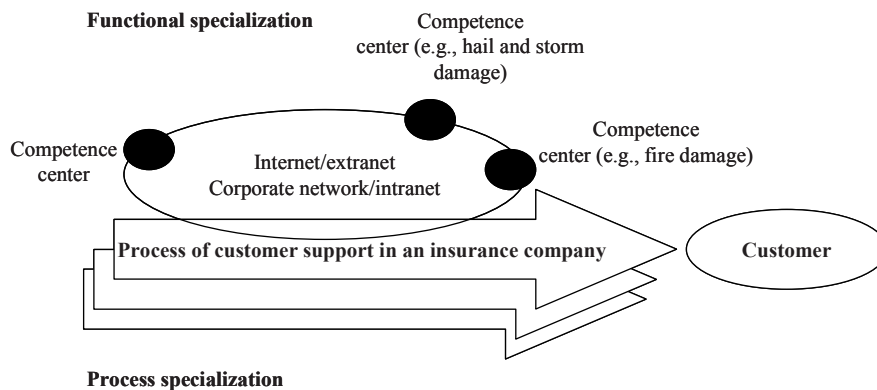 Functional specialization
Competence
center (e.g., hail and storm
damage)
Competence
center
Competence
center (e.g., fire damage)
Internet/extranet
Corporate network/intranet
Process of customer support in an insurance company
Customer
Process specialization